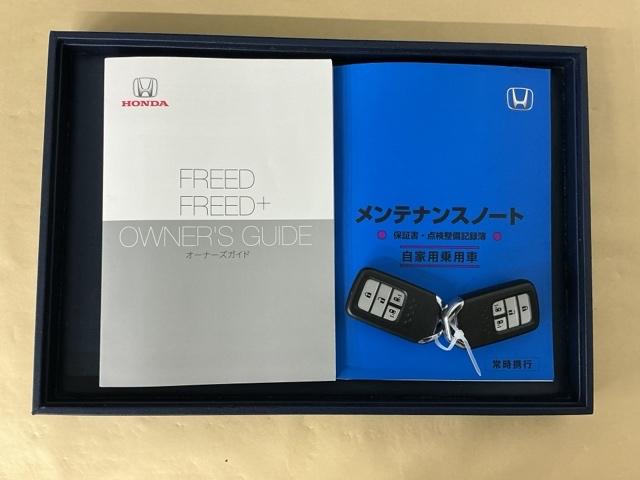 HONDA
FREED
FREED+
OWNER'S GUIDE
オーナーズガイド
メンテナンスノート
保証書・点検整備記録簿
自家用乗用車
常時携行